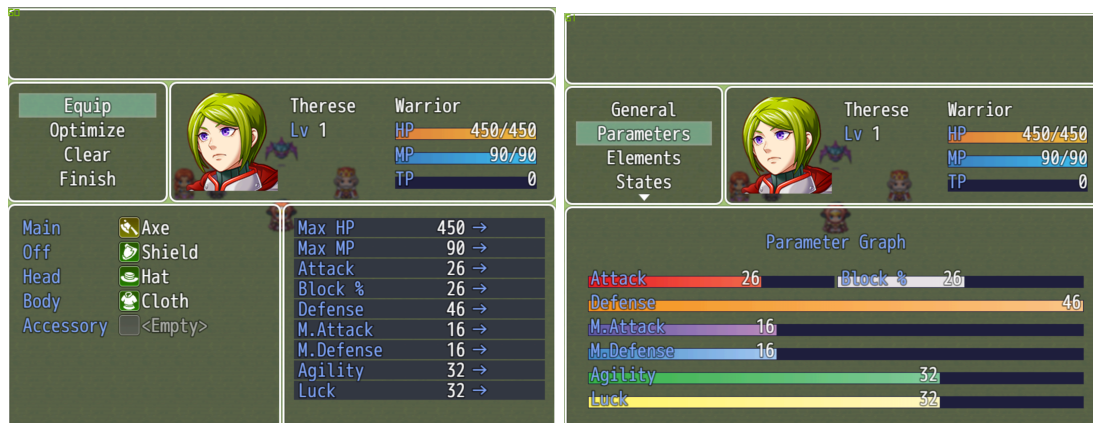 Equip
Optimize
Clear
Finish
Therese Warrior
Lv 1
HP 450/450
MP 90/90
TP 0
Main Axe
Off Shield
Head Hat
Body Cloth
Accessory <Empty>
Max HP 450 →
Max MP 90 →
Attack 26 →
Block % 26 →
Defense 46 →
M.Attack 16 →
M.Defense 16 →
Agility 32 →
Luck 32 →
General
Parameters
Elements
States
Therese Warrior
Lv 1
HP 450/450
MP 90/90
TP 0
Parameter Graph
Attack 26 Block % 26
Defense 46
M.Attack 16
M.Defense 16
Agility 32
Luck 32